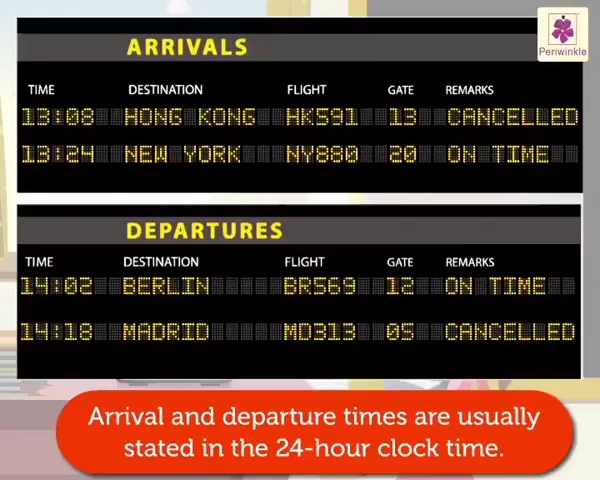 Periwinkle
ARRIVALS
TIME DESTINATION FLIGHT GATE REMARKS
13:08 HONG KONG HK591 13 CANCELLED
13:24 NEW YORK NY880 20 ON TIME
DEPARTURES
TIME DESTINATION FLIGHT GATE REMARKS
14:02 BERLIN BR569 12 ON TIME
14:18 MADRID MD313 05 CANCELLED
Arrival and departure times are usually
stated in the 24-hour clock time.